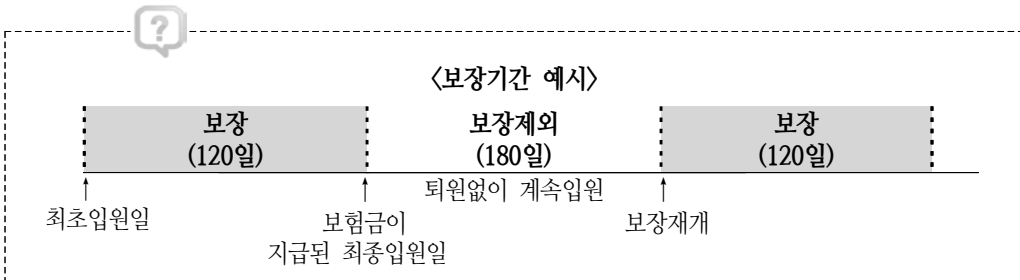 ?
〈보장기간 예시〉
보장 보장제외 보장
(120일) (180일) (120일)
퇴원없이 계속입원
최초입원일 보험금이 보장재개
지급된 최종입원일